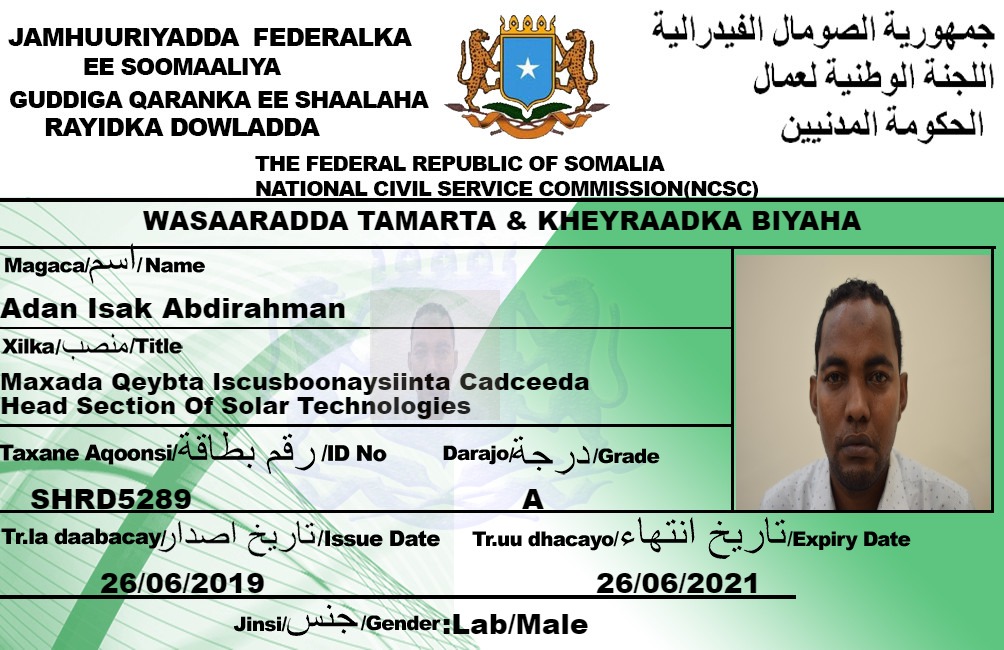 JAMHUURIYADDA FEDERALKA
EE SOOMAALIYA
GUDDIGA QARANKA EE SHAALAHA
RAYIDKA DOWLADDA
جمهورية الصومال الفيدرالية
اللجنة الوطنية لعمال
الحكومة المدنيين
THE FEDERAL REPUBLIC OF SOMALIA
NATIONAL CIVIL SERVICE COMMISSION(NCSC)
WASAARADDA TAMARTA & KHEYRAADKA BIYAHA
Magaca/اسم/Name
Adan Isak Abdirahman
Xilka/منصب/Title
Maxada Qeybta Iscusboonaysiinta Cadceeda
Head Section Of Solar Technologies
Taxane Aqoonsi/رقم بطاقة/ID No
Darajo/درجة/Grade
SHRD5289
A
Tr.la daabacay/تاريخ اصدار/Issue Date
Tr.uu dhacayo/تاريخ انتهاء/Expiry Date
26/06/2019
26/06/2021
Jinsi/جنس/Gender:Lab/Male